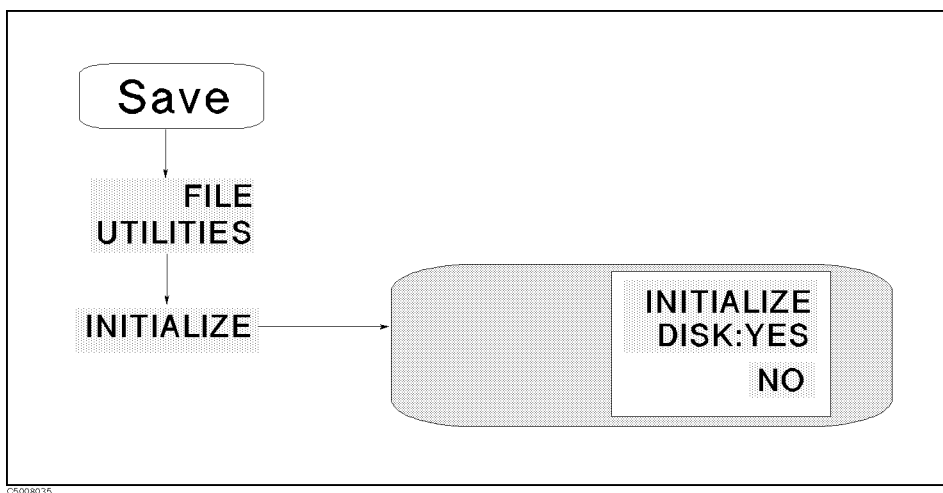 Save
FILE
UTILITIES
INITIALIZE
INITIALIZE
DISK:YES
NO
C5008035